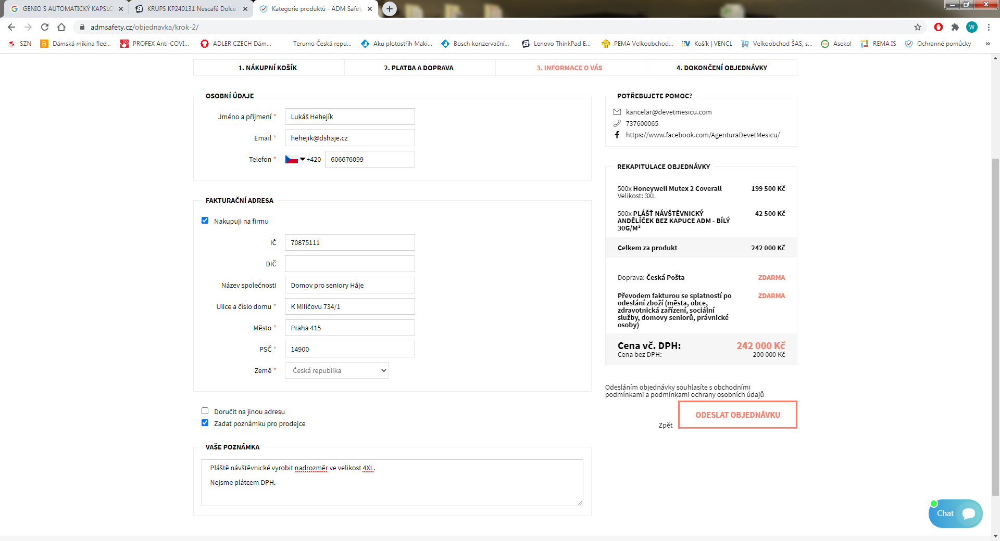 GENIO S AUTOMATICKÝ KAPSLO
KRUPS KP240131 Nescafé Dolce
Kategorie produktů - ADM Safety
admsafety.cz/objednavka/krok-2/
W
SZN
Dámská mikina flee...
PROFEX Anti-COVI...
ADLER CZECH Dám...
Terumo Česká repu...
Aku plotostřih Maki...
Bosch konzervační...
Lenovo ThinkPad E...
PEMA Velkoobchod...
Košík | VENCL
Velkoobchod ŠAS, s...
Asekol
REMA IS
Ochranné pomůcky
»
1. NÁKUPNÍ KOŠÍK
2. PLATBA A DOPRAVA
3. INFORMACE O VÁS
4. DOKONČENÍ OBJEDNÁVKY
OSOBNÍ ÚDAJE
Jméno a příjmení * Lukáš Hehejík
Email * hehejik@dshaje.cz
Telefon * +420 606676099
FAKTURAČNÍ ADRESA
Nakupuji na firmu
IČ 70875111
DIČ
Název společnosti Domov pro seniory Háje
Ulice a číslo domu * K Milíčovu 734/1
Město * Praha 415
PSČ * 14900
Země * Česká republika
Doručit na jinou adresu
Zadat poznámku pro prodejce
VAŠE POZNÁMKA
Pláště návštěvnické vyrobit nadrozměr ve velikost 4XL.
Nejsme plátcem DPH.
POTŘEBUJETE POMOC?
kancelar@devetmesicu.com
737600065
https://www.facebook.com/AgenturaDevetMesicu/
REKAPITULACE OBJEDNÁVKY
500x Honeywell Mutex 2 Coverall 199 500 Kč
Velikost: 3XL
500x PLÁŠŤ NÁVŠTĚVNICKÝ 42 500 Kč
ANDĚLÍČEK BEZ KAPUCE ADM - BÍLÝ
30G/M²
Celkem za produkt 242 000 Kč
Doprava: Česká Pošta ZDARMA
Převodem fakturou se splatností po ZDARMA
odeslání zboží (města, obce,
zdravotnická zařízení, sociální
služby, domovy seniorů, právnické
osoby)
Cena vč. DPH: 242 000 Kč
Cena bez DPH: 200 000 Kč
Odesláním objednávky souhlasíte s obchodními
podmínkami a podmínkami ochrany osobních údajů
Zpět
ODESLAT OBJEDNÁVKU
Chat